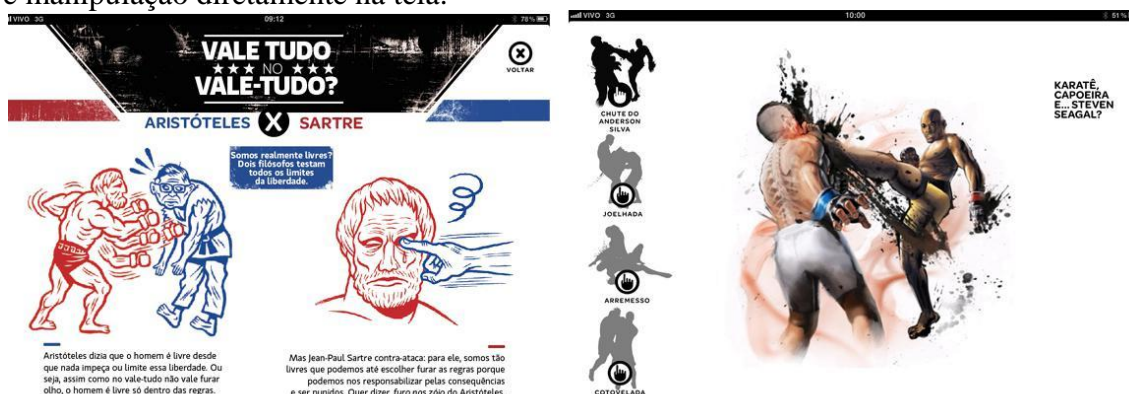 e manipulação diretamente na tela.
VIVO 3G
09:12
78%
VALE TUDO
NO
VALE-TUDO?
VOLTAR
ARISTÓTELES X SARTRE
Somos realmente livres?
Dois filósofos testam
todos os limites
da liberdade.
Aristóteles dizia que o homem é livre desde
que nada impeça ou limite essa liberdade. Ou
seja, assim como no vale-tudo não vale furar
olho, o homem é livre só dentro das regras.
Mas Jean-Paul Sartre contra-ataca: para ele, somos tão
livres que podemos até escolher furar as regras porque
podemos nos responsabilizar pelas consequências
e ser punidos. Quer dizer, furo nos zóio do Aristóteles.
VIVO 3G
10:00
51%
CHUTE DO
ANDERSON
SILVA
JOELHADA
ARREMESSO
COTOVELADA
KARATÊ,
CAPOEIRA
E... STEVEN
SEAGAL?